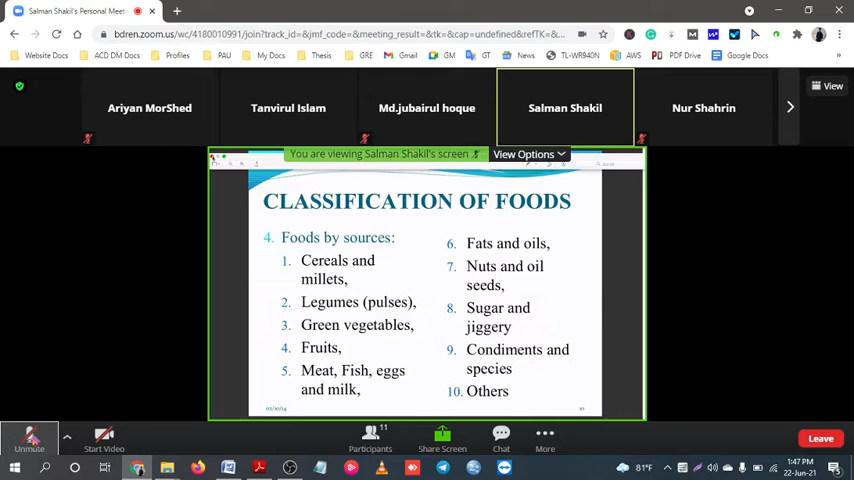 Salman Shakil's Personal Meeti
bdren.zoom.us/wc/4180010991/join?track_id=&jmf_code=&meeting_result=&tk=&cap=undefined&refTK=&...
Website Docs
ACD DM Docs
Profiles
PAU
My Docs
Thesis
GRE
Gmail
GM
GT
News
TL-WR940N
AWS
PDF Drive
Google Docs
View
Ariyan MorShed
Tanvirul Islam
Md.jubairul hoque
Salman Shakil
Nur Shahrin
You are viewing Salman Shakil's screen
View Options
CLASSIFICATION OF FOODS
4. Foods by sources:
1. Cereals and
millets,
2. Legumes (pulses),
3. Green vegetables,
4. Fruits,
5. Meat, Fish, eggs
and milk,
6. Fats and oils,
7. Nuts and oil
seeds,
8. Sugar and
jiggery
9. Condiments and
species
10. Others
02/10/14
10
Unmute
Start Video
11
Participants
Share Screen
Chat
More
Leave
81°F
1:47 PM
22-Jun-21